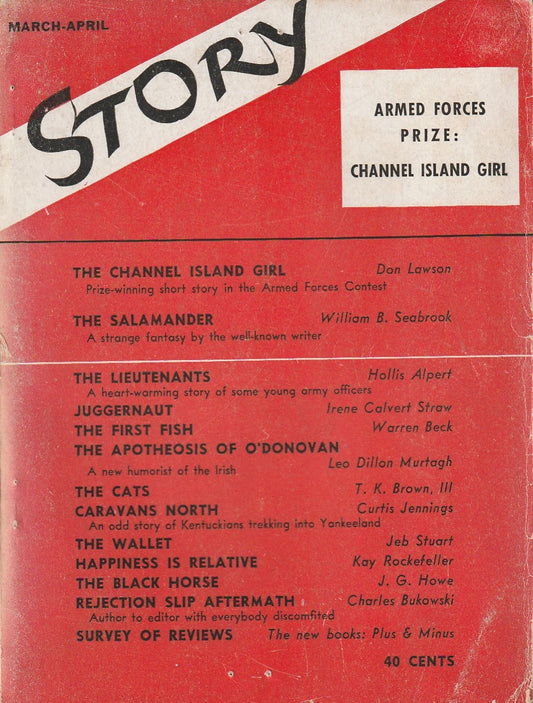 MARCH-APRIL
STORY
ARMED FORCES
PRIZE:
CHANNEL ISLAND GIRL
THE CHANNEL ISLAND GIRL Don Lawson
Prize-winning short story in the Armed Forces Contest
THE SALAMANDER William B. Seabrook
A strange fantasy by the well-known writer
THE LIEUTENANTS Hollis Alpert
A heart-warming story of some young army officers
JUGGERNAUT Irene Calvert Straw
THE FIRST FISH Warren Beck
THE APOTHEOSIS OF O'DONOVAN
Leo Dillon Murtagh
A new humorist of the Irish
THE CATS T. K. Brown, III
CARAVANS NORTH Curtis Jennings
An odd story of Kentuckians trekking into Yankeeland
THE WALLET Jeb Stuart
HAPPINESS IS RELATIVE Kay Rockefeller
THE BLACK HORSE J. G. Howe
REJECTION SLIP AFTERMATH Charles Bukowski
Author to editor with everybody discomfited
SURVEY OF REVIEWS The new books: Plus & Minus
40 CENTS